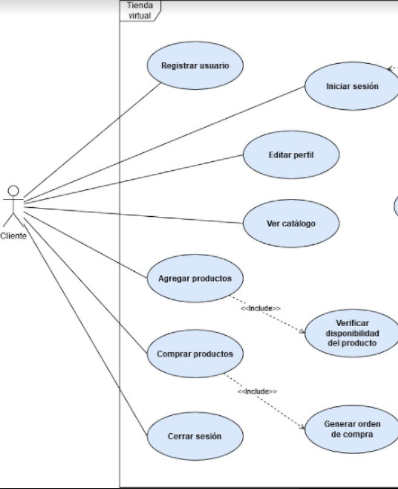 Tienda
virtual
Registrar usuario
Iniciar sesión
Editar perfil
Ver catálogo
Cliente
Agregar productos
<<Include>>
Verificar
disponibilidad
del producto
Comprar productos
<<Include>>
Generar orden
de compra
Cerrar sesión